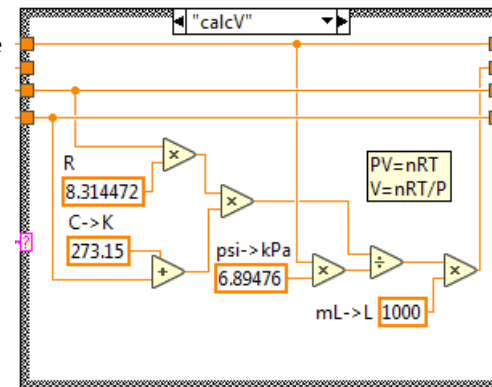 "calcV"
e
R
8.314472
×
×
PV=nRT
V=nRT/P
C->K
273.15
+
psi->kPa
6.89476
×
÷
×
mL->L 1000
?